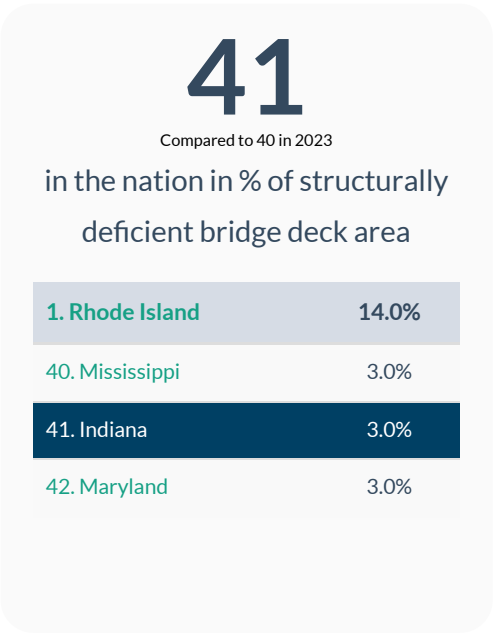 41
Compared to 40 in 2023
in the nation in % of structurally
deficient bridge deck area
1. Rhode Island 14.0%
40. Mississippi 3.0%
41. Indiana 3.0%
42. Maryland 3.0%